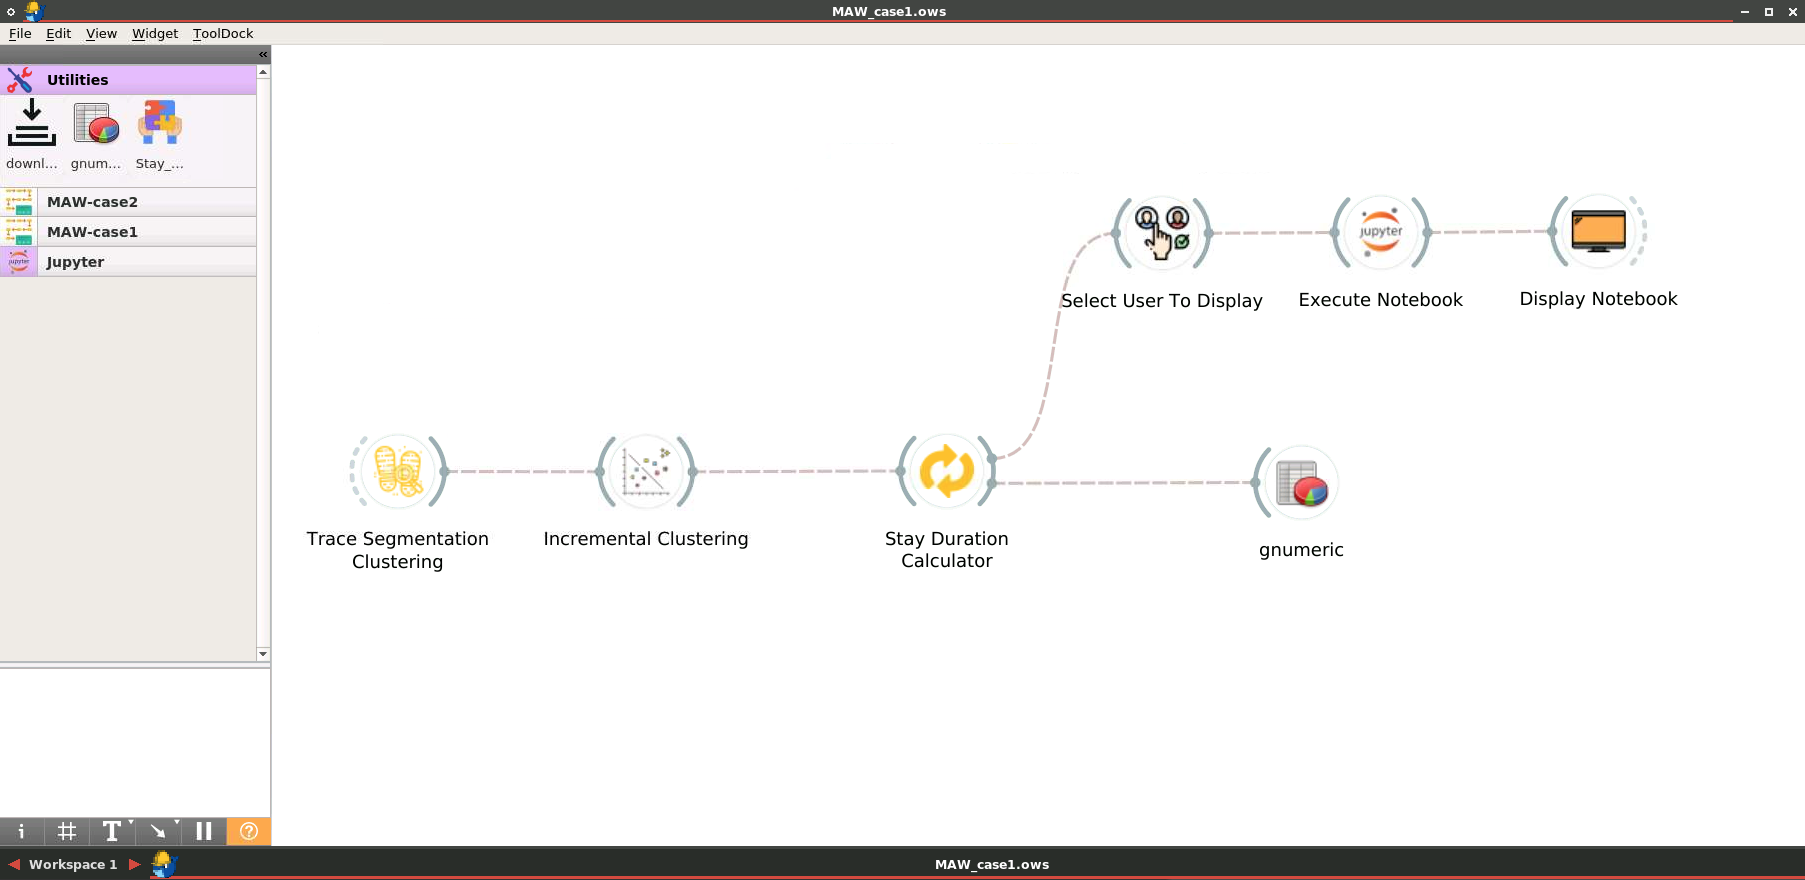 MAW_case1.ows
File Edit View Widget ToolDock
«
Utilities
downl... gnum... Stay_...
MAW-case2
MAW-case1
Jupyter
jupyter
Select User To Display
Execute Notebook
Display Notebook
Trace Segmentation
Clustering
Incremental Clustering
Stay Duration
Calculator
gnumeric
i # T ?
Workspace 1
MAW_case1.ows